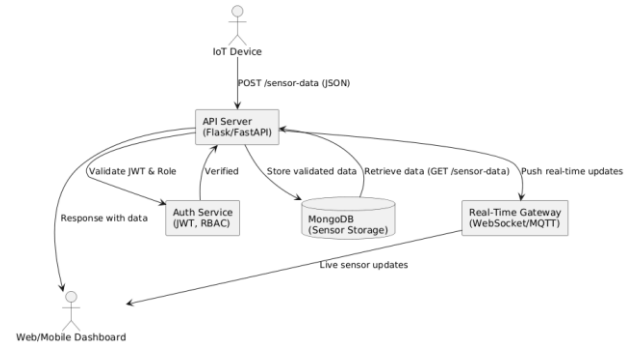 IoT Device
POST /sensor-data (JSON)
API Server
(Flask/FastAPI)
Validate JWT & Role
Verified
Store validated data
Retrieve data (GET /sensor-data)
Push real-time updates
Response with data
Auth Service
(JWT, RBAC)
MongoDB
(Sensor Storage)
Real-Time Gateway
(WebSocket/MQTT)
Live sensor updates
Web/Mobile Dashboard